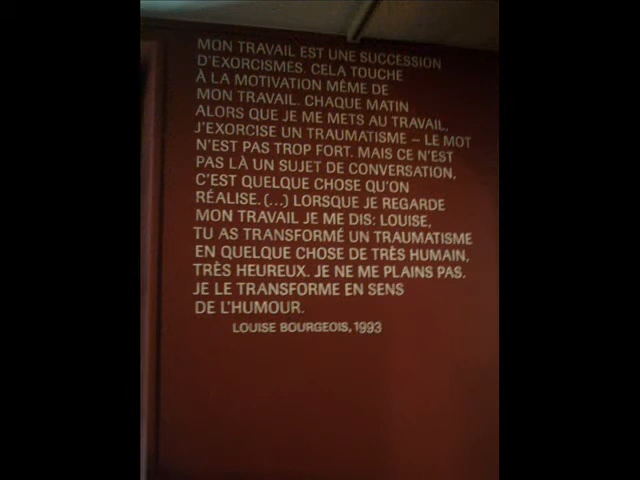 MON TRAVAIL EST UNE SUCCESSION
D'EXORCISMES. CELA TOUCHE
À LA MOTIVATION MÊME DE
MON TRAVAIL. CHAQUE MATIN
ALORS QUE JE ME METS AU TRAVAIL,
J'EXORCISE UN TRAUMATISME – LE MOT
N'EST PAS TROP FORT. MAIS CE N'EST
PAS LÀ UN SUJET DE CONVERSATION,
C'EST QUELQUE CHOSE QU'ON
RÉALISE. (...) LORSQUE JE REGARDE
MON TRAVAIL JE ME DIS: LOUISE,
TU AS TRANSFORMÉ UN TRAUMATISME
EN QUELQUE CHOSE DE TRÈS HUMAIN,
TRÈS HEUREUX. JE NE ME PLAINS PAS.
JE LE TRANSFORME EN SENS
DE L'HUMOUR.
LOUISE BOURGEOIS, 1993